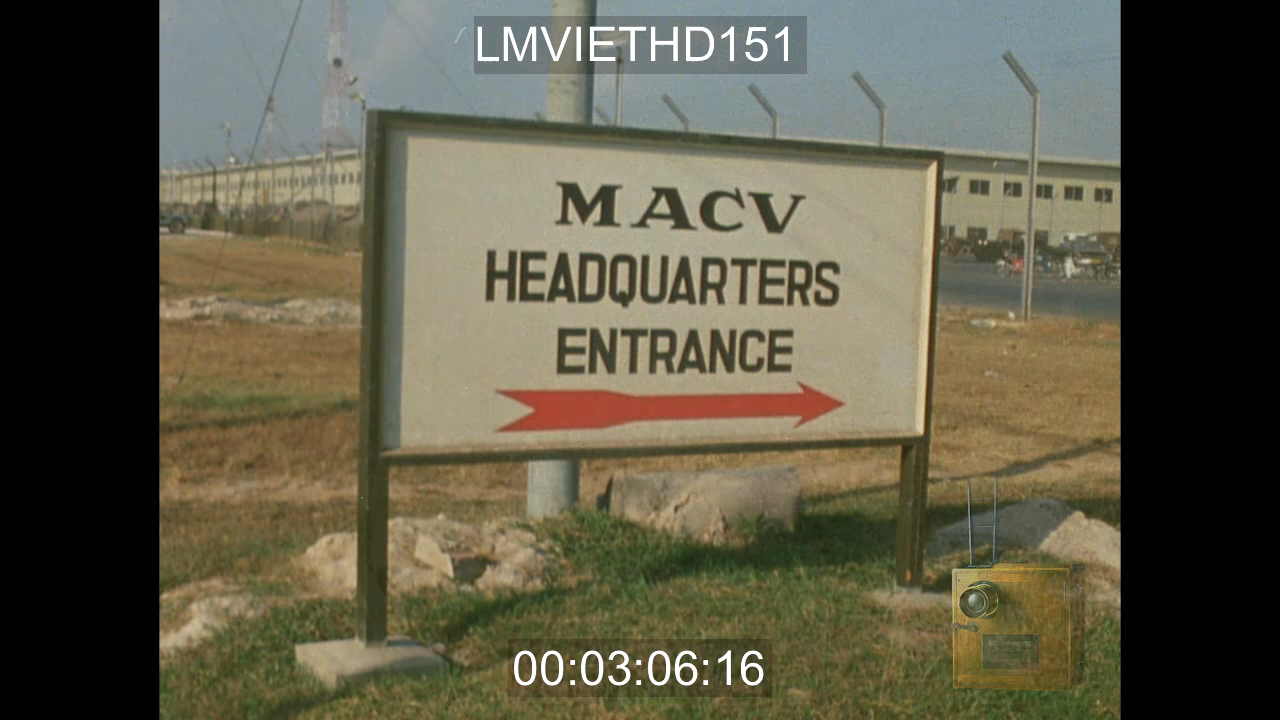 LMVIETHD151
MACV
HEADQUARTERS
ENTRANCE
00:03:06:16